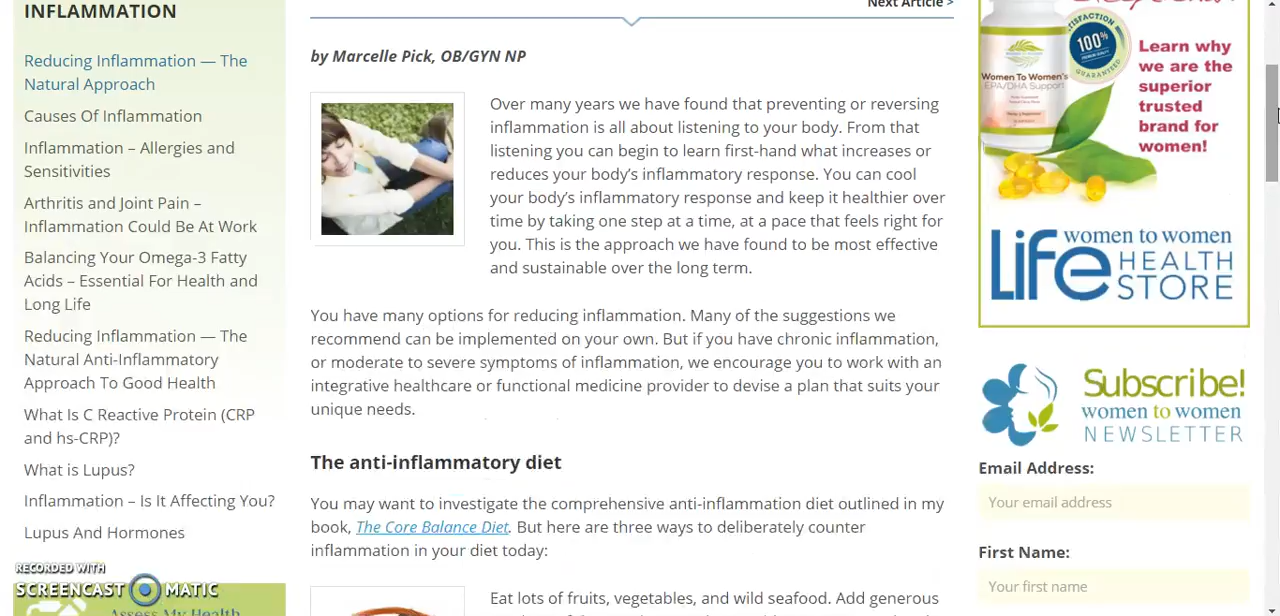 INFLAMMATION
Reducing Inflammation — The
Natural Approach
Causes Of Inflammation
Inflammation – Allergies and
Sensitivities
Arthritis and Joint Pain –
Inflammation Could Be At Work
Balancing Your Omega-3 Fatty
Acids – Essential For Health and
Long Life
Reducing Inflammation — The
Natural Anti-Inflammatory
Approach To Good Health
What Is C Reactive Protein (CRP
and hs-CRP)?
What is Lupus?
Inflammation – Is It Affecting You?
Lupus And Hormones
RECORDED WITH
SCREENCAST MATIC
Assess My Health
Next Article >
by Marcelle Pick, OB/GYN NP
Over many years we have found that preventing or reversing
inflammation is all about listening to your body. From that
listening you can begin to learn first-hand what increases or
reduces your body's inflammatory response. You can cool
your body's inflammatory response and keep it healthier over
time by taking one step at a time, at a pace that feels right for
you. This is the approach we have found to be most effective
and sustainable over the long term.
You have many options for reducing inflammation. Many of the suggestions we
recommend can be implemented on your own. But if you have chronic inflammation,
or moderate to severe symptoms of inflammation, we encourage you to work with an
integrative healthcare or functional medicine provider to devise a plan that suits your
unique needs.
The anti-inflammatory diet
You may want to investigate the comprehensive anti-inflammation diet outlined in my
book, The Core Balance Diet. But here are three ways to deliberately counter
inflammation in your diet today:
Eat lots of fruits, vegetables, and wild seafood. Add generous
SATISFACTION
100%
Women To Women's
EPA/DHA Support
Learn why
we are the
superior
trusted
brand for
women!
Life women to women
HEALTH
STORE
Subscribe!
women to women
NEWSLETTER
Email Address:
Your email address
First Name:
Your first name